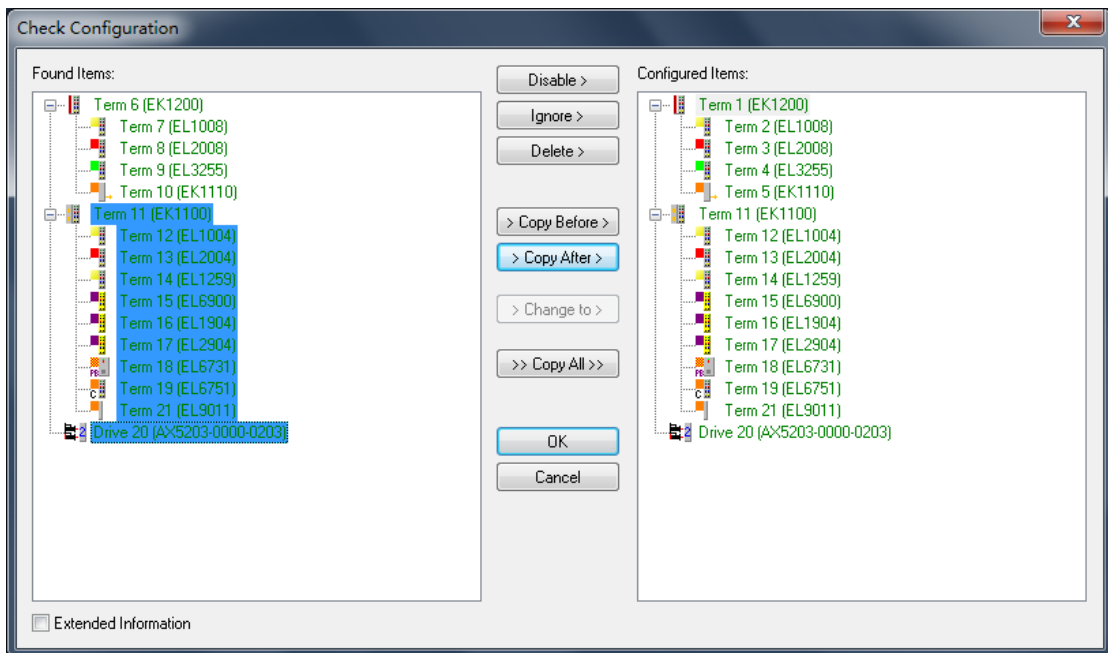 Check Configuration
Found Items:
Term 6 (EK1200)
Term 7 (EL1008)
Term 8 (EL2008)
Term 9 (EL3255)
Term 10 (EK1110)
Term 11 (EK1100)
Term 12 (EL1004)
Term 13 (EL2004)
Term 14 (EL1259)
Term 15 (EL6900)
Term 16 (EL1904)
Term 17 (EL2904)
Term 18 (EL6731)
Term 19 (EL6751)
Term 21 (EL9011)
Drive 20 (AX5203-0000-0203)
Extended Information
Disable >
Ignore >
Delete >
> Copy Before >
> Copy After >
> Change to >
>> Copy All >>
OK
Cancel
Configured Items:
Term 1 (EK1200)
Term 2 (EL1008)
Term 3 (EL2008)
Term 4 (EL3255)
Term 5 (EK1110)
Term 11 (EK1100)
Term 12 (EL1004)
Term 13 (EL2004)
Term 14 (EL1259)
Term 15 (EL6900)
Term 16 (EL1904)
Term 17 (EL2904)
Term 18 (EL6731)
Term 19 (EL6751)
Term 21 (EL9011)
Drive 20 (AX5203-0000-0203)